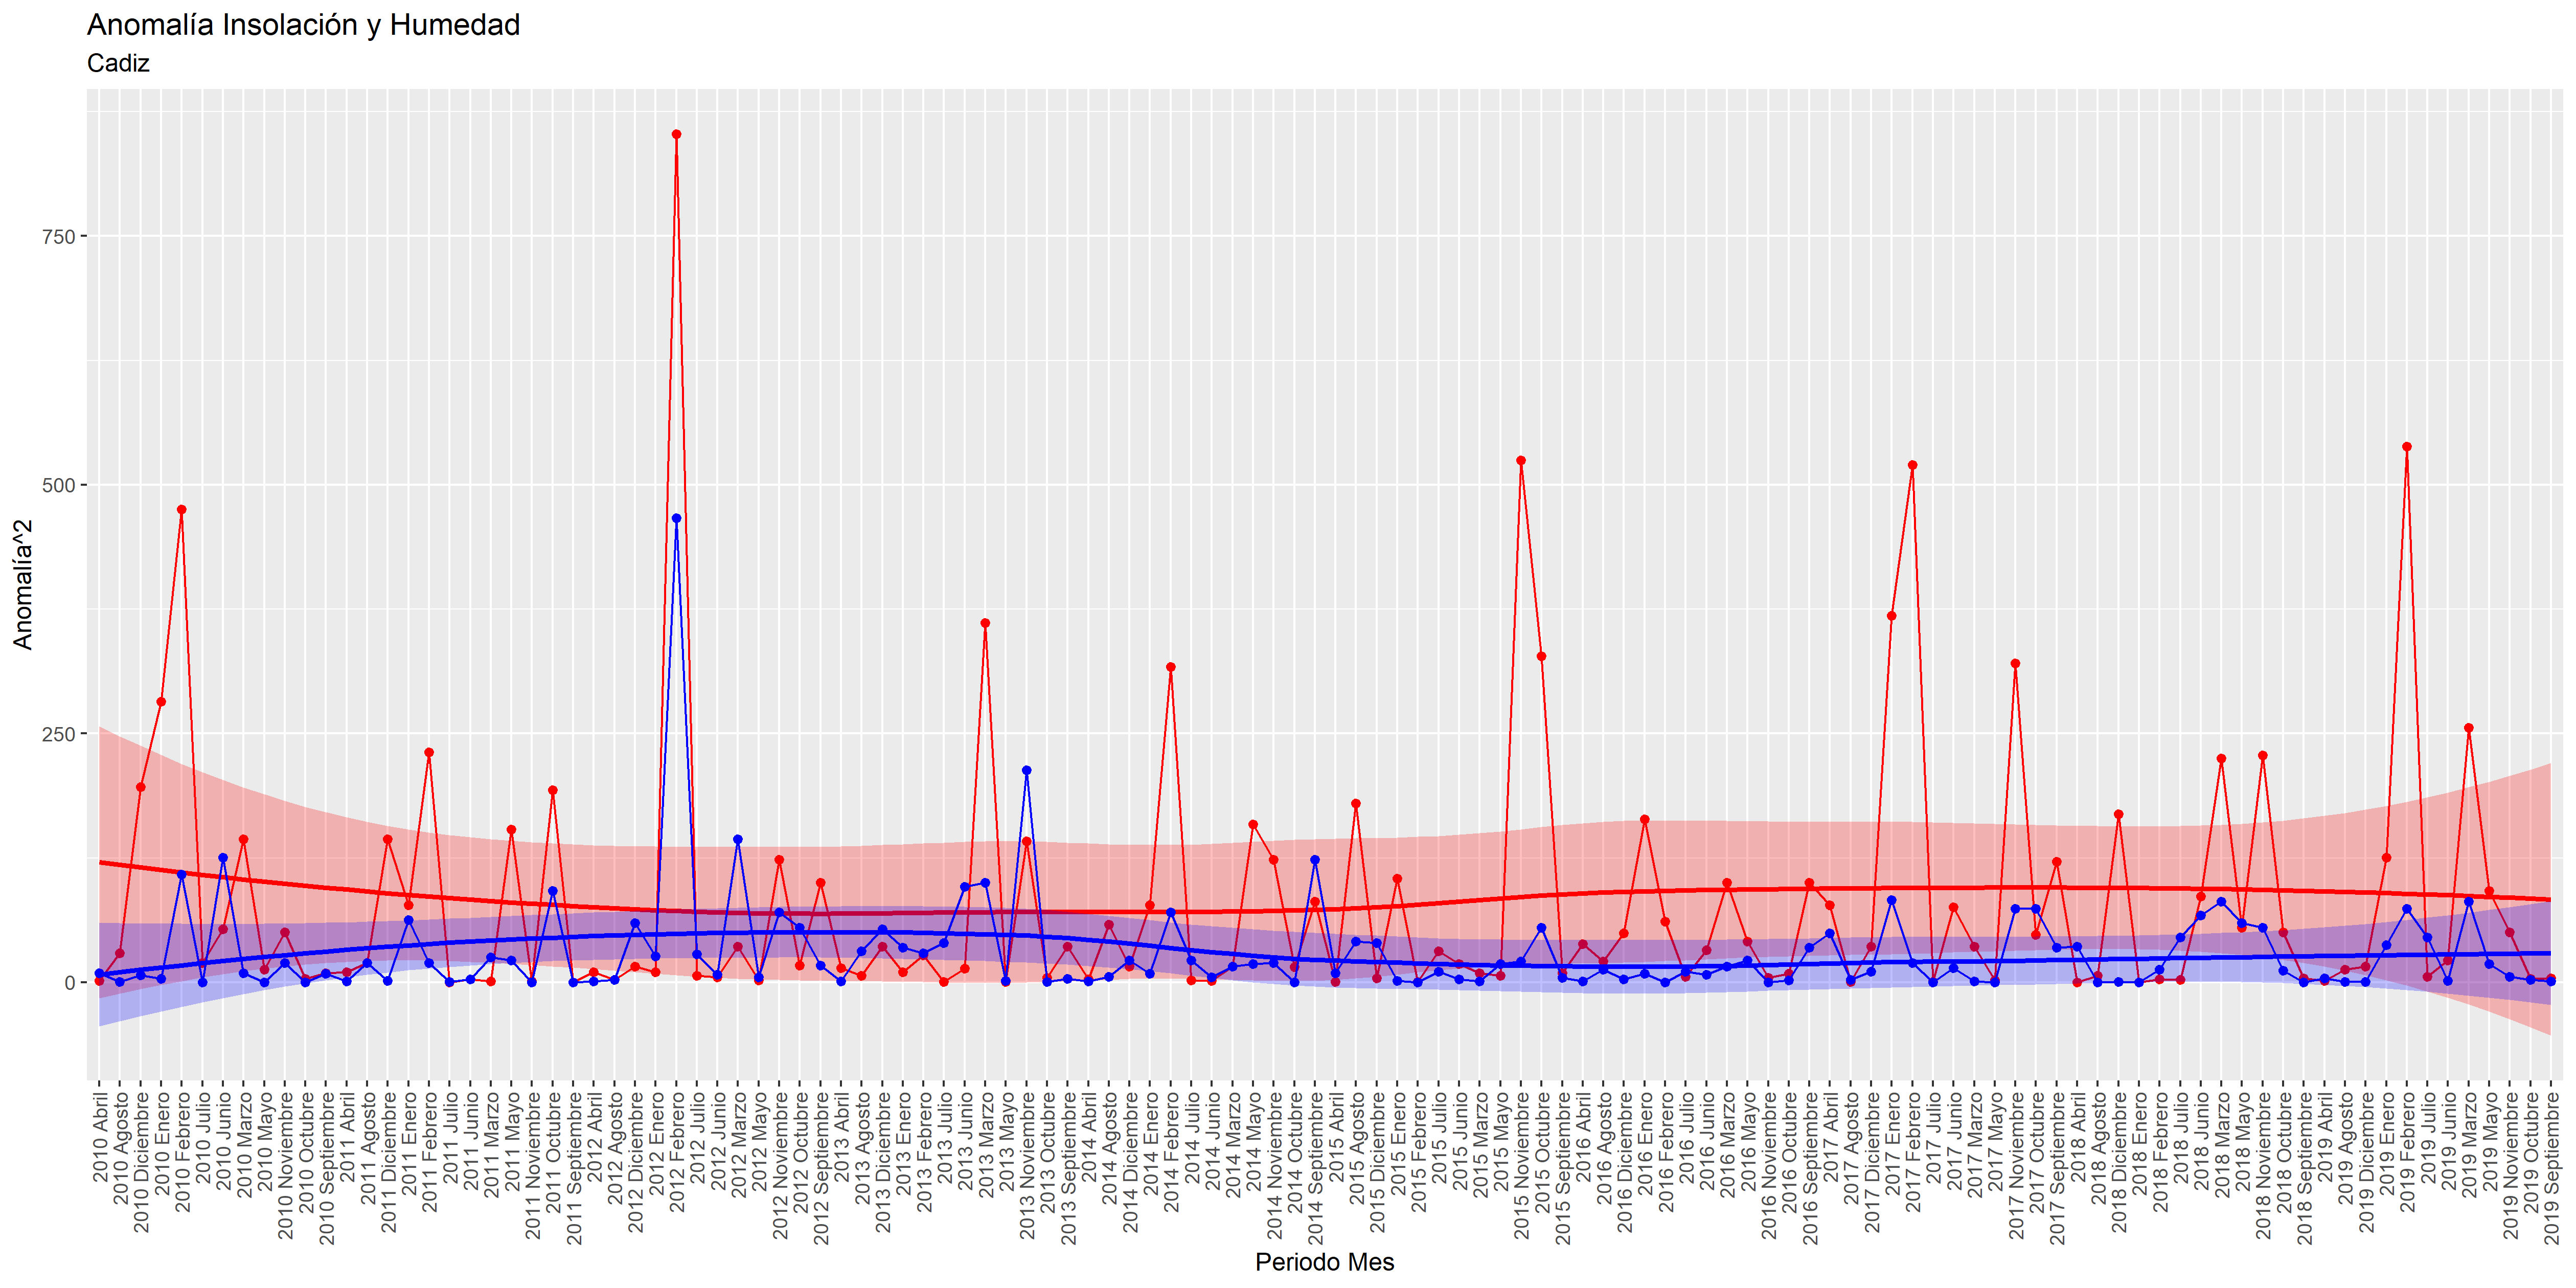 Anomalía Insolación y Humedad
Cadiz
Anomalía^2
750
500
250
0
2010 Abril
2010 Agosto
2010 Diciembre
2010 Enero
2010 Febrero
2010 Julio
2010 Junio
2010 Marzo
2010 Mayo
2010 Noviembre
2010 Octubre
2010 Septiembre
2011 Abril
2011 Agosto
2011 Diciembre
2011 Enero
2011 Febrero
2011 Julio
2011 Junio
2011 Marzo
2011 Mayo
2011 Noviembre
2011 Octubre
2011 Septiembre
2012 Abril
2012 Agosto
2012 Diciembre
2012 Enero
2012 Febrero
2012 Julio
2012 Junio
2012 Marzo
2012 Mayo
2012 Noviembre
2012 Octubre
2012 Septiembre
2013 Abril
2013 Agosto
2013 Diciembre
2013 Enero
2013 Febrero
2013 Julio
2013 Junio
2013 Marzo
2013 Mayo
2013 Noviembre
2013 Octubre
2013 Septiembre
2014 Abril
2014 Agosto
2014 Diciembre
2014 Enero
2014 Febrero
2014 Julio
2014 Junio
2014 Marzo
2014 Mayo
2014 Noviembre
2014 Octubre
2014 Septiembre
2015 Abril
2015 Agosto
2015 Diciembre
2015 Enero
2015 Febrero
2015 Julio
2015 Junio
2015 Marzo
2015 Mayo
2015 Noviembre
2015 Octubre
2015 Septiembre
2016 Abril
2016 Agosto
2016 Diciembre
2016 Enero
2016 Febrero
2016 Julio
2016 Junio
2016 Marzo
2016 Mayo
2016 Noviembre
2016 Octubre
2016 Septiembre
2017 Abril
2017 Agosto
2017 Diciembre
2017 Enero
2017 Febrero
2017 Julio
2017 Junio
2017 Marzo
2017 Mayo
2017 Noviembre
2017 Octubre
2017 Septiembre
2018 Abril
2018 Agosto
2018 Diciembre
2018 Enero
2018 Febrero
2018 Julio
2018 Junio
2018 Marzo
2018 Mayo
2018 Noviembre
2018 Octubre
2018 Septiembre
2019 Abril
2019 Agosto
2019 Diciembre
2019 Enero
2019 Febrero
2019 Julio
2019 Junio
2019 Marzo
2019 Mayo
2019 Noviembre
2019 Octubre
2019 Septiembre
Periodo Mes